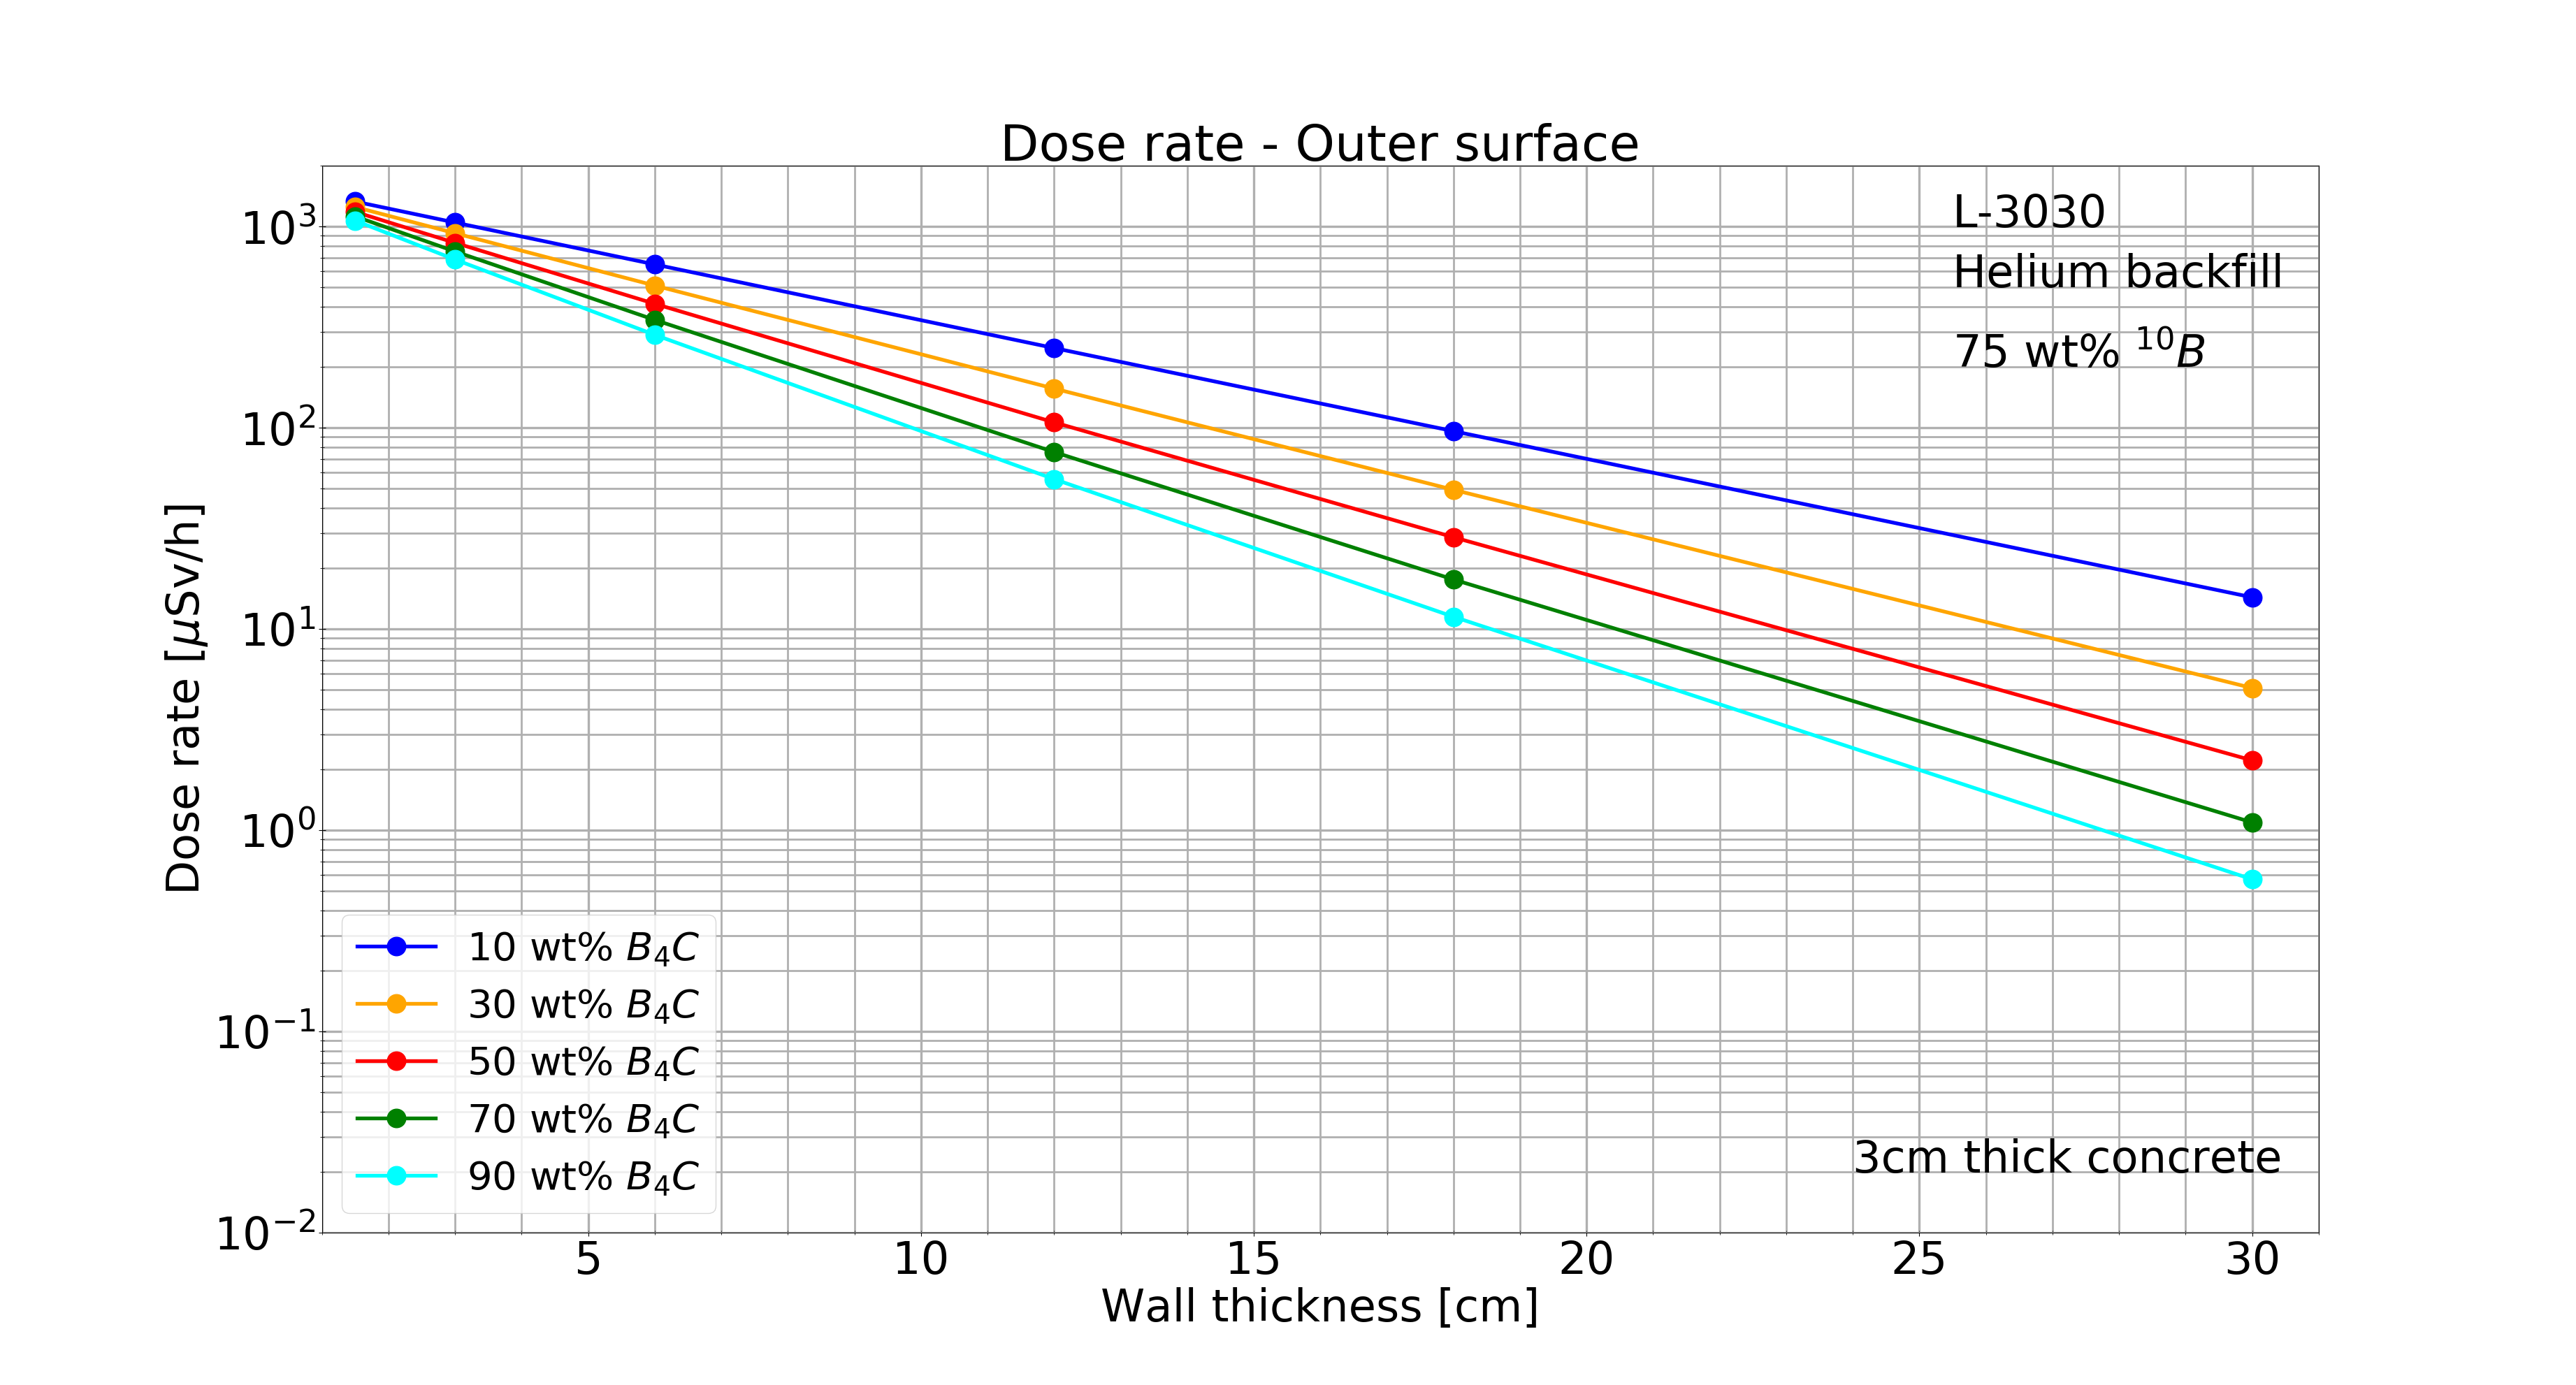 Dose rate - Outer surface
L-3030
Helium backfill
75 wt% ¹⁰B
Dose rate [μSv/h]
10³
10²
10¹
10⁰
10⁻¹
10⁻²
10 wt% B₄C
30 wt% B₄C
50 wt% B₄C
70 wt% B₄C
90 wt% B₄C
3cm thick concrete
5 10 15 20 25 30
Wall thickness [cm]